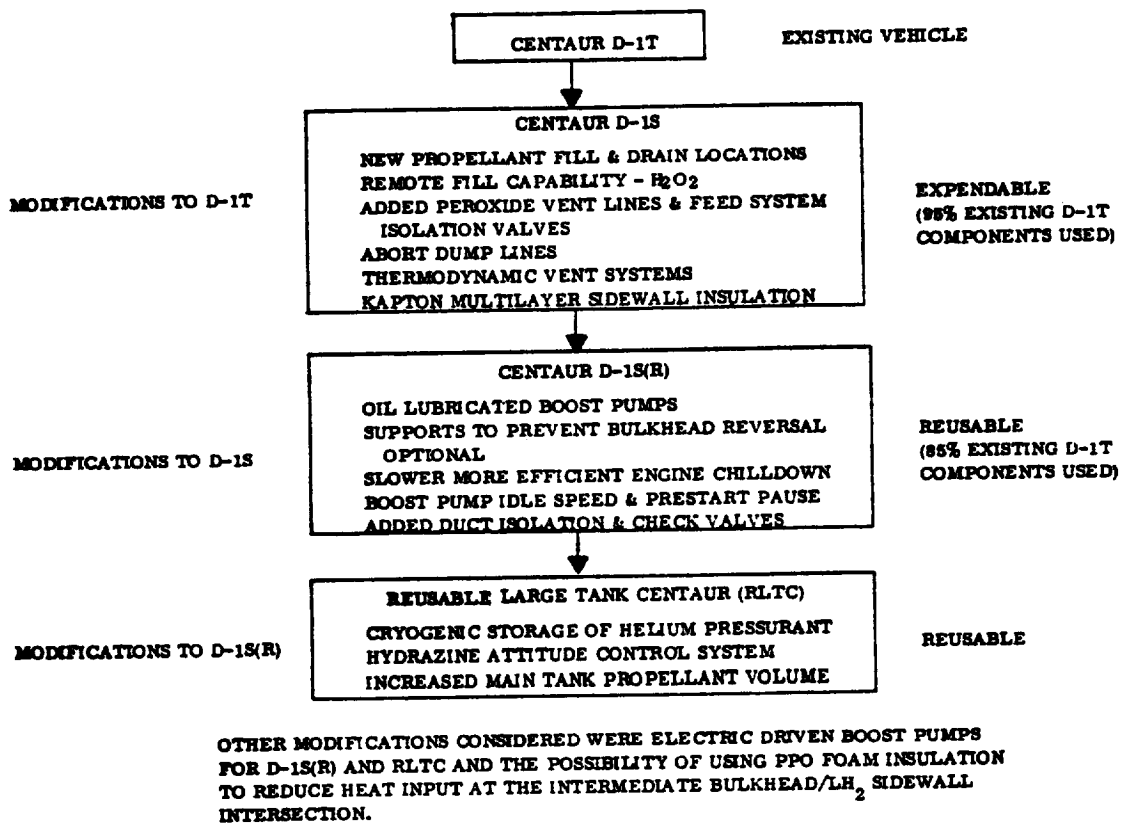 CENTAUR D-1T
EXISTING VEHICLE
CENTAUR D-1S
NEW PROPELLANT FILL & DRAIN LOCATIONS
REMOTE FILL CAPABILITY - H2O2
ADDED PEROXIDE VENT LINES & FEED SYSTEM
ISOLATION VALVES
ABORT DUMP LINES
THERMODYNAMIC VENT SYSTEMS
KAPTON MULTILAYER SIDEWALL INSULATION
MODIFICATIONS TO D-1T
EXPENDABLE
(95% EXISTING D-1T
COMPONENTS USED)
CENTAUR D-1S(R)
OIL LUBRICATED BOOST PUMPS
SUPPORTS TO PREVENT BULKHEAD REVERSAL
OPTIONAL
SLOWER MORE EFFICIENT ENGINE CHILLDOWN
BOOST PUMP IDLE SPEED & PRESTART PAUSE
ADDED DUCT ISOLATION & CHECK VALVES
MODIFICATIONS TO D-1S
REUSABLE
(85% EXISTING D-1T
COMPONENTS USED)
REUSABLE LARGE TANK CENTAUR (RLTC)
CRYOGENIC STORAGE OF HELIUM PRESSURANT
HYDRAZINE ATTITUDE CONTROL SYSTEM
INCREASED MAIN TANK PROPELLANT VOLUME
MODIFICATIONS TO D-1S(R)
REUSABLE
OTHER MODIFICATIONS CONSIDERED WERE ELECTRIC DRIVEN BOOST PUMPS
FOR D-1S(R) AND RLTC AND THE POSSIBILITY OF USING PPO FOAM INSULATION
TO REDUCE HEAT INPUT AT THE INTERMEDIATE BULKHEAD/LH2 SIDEWALL
INTERSECTION.